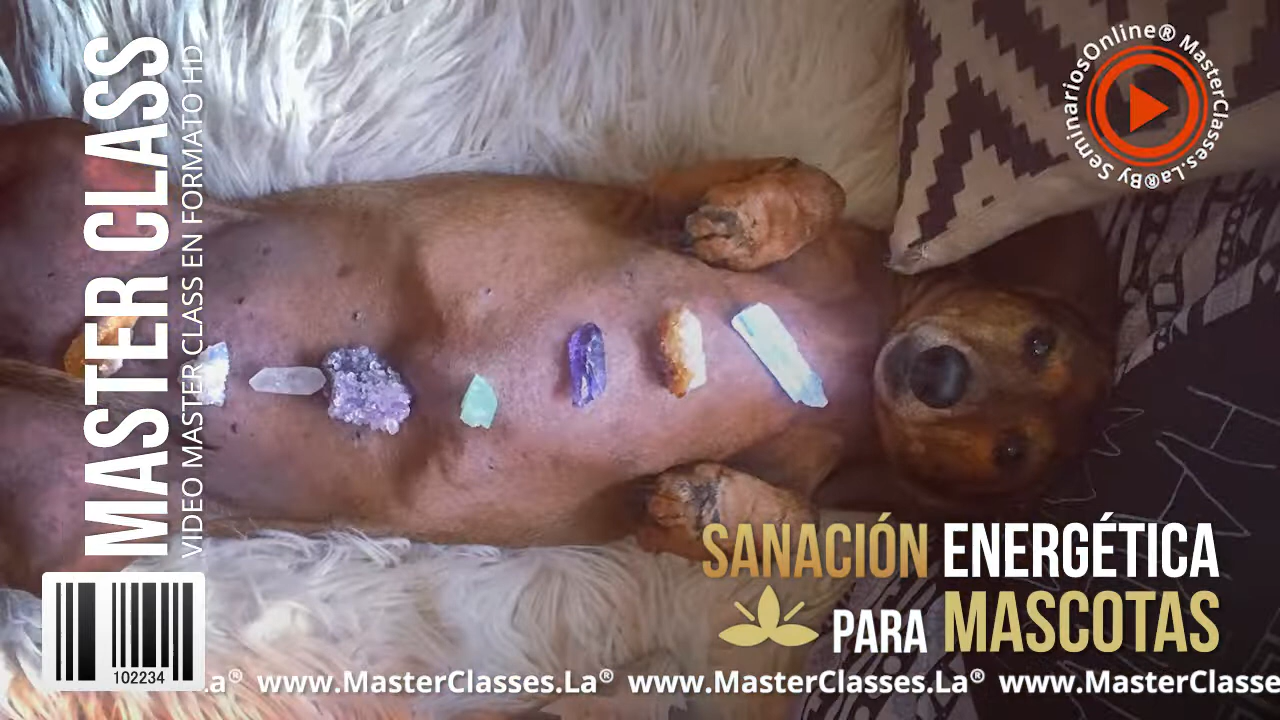 MASTER CLASS
VIDEO MASTER CLASS EN FORMATO HD
By SeminariosOnline® MasterClasses.La®
SANACIÓN ENERGÉTICA
PARA MASCOTAS
102234
.a® www.MasterClasses.La® www.MasterClasses.La® www.MasterClasse